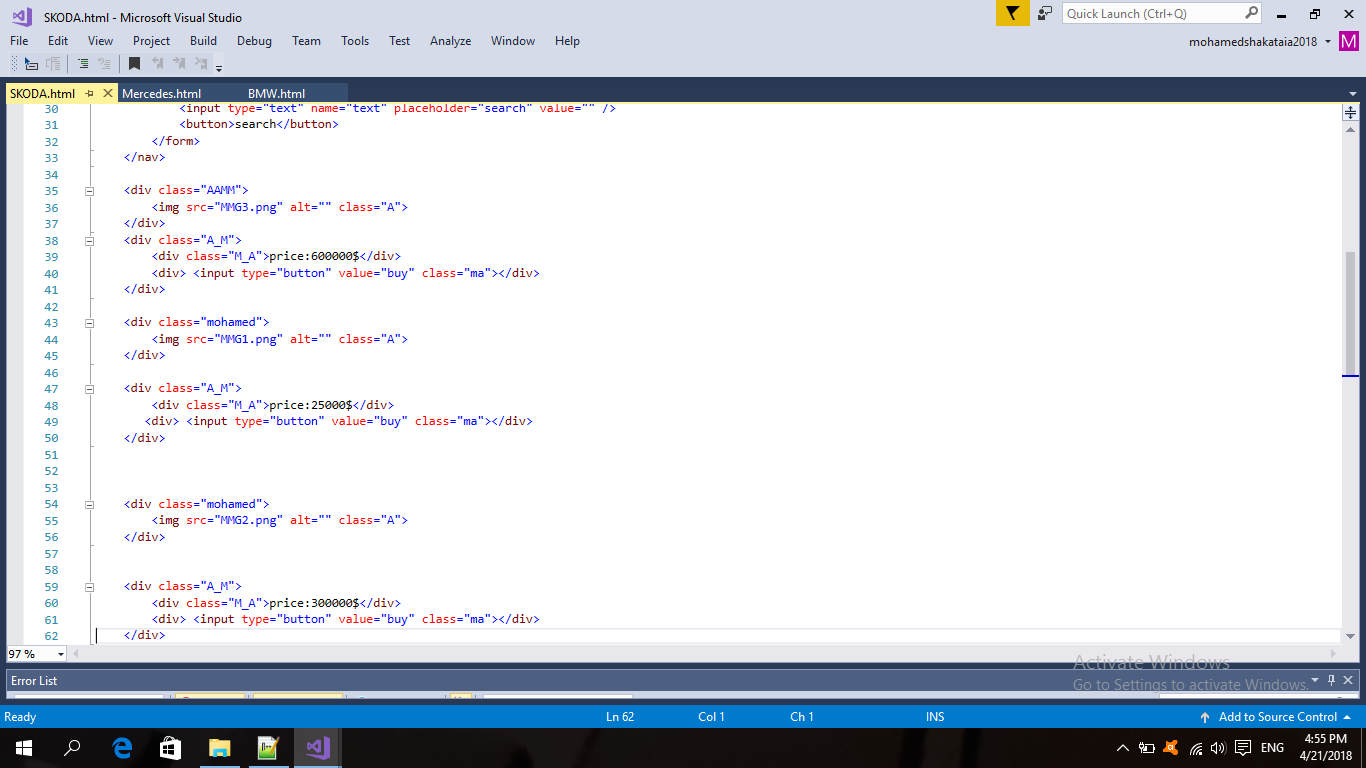 SKODA.html - Microsoft Visual Studio
Quick Launch (Ctrl+Q)
File Edit View Project Build Debug Team Tools Test Analyze Window Help
mohamedshakataia2018 M
SKODA.html Mercedes.html BMW.html
30 <input type="text" name="text" placeholder="search" value="" />
31 <button>search</button>
32 </form>
33 </nav>
34
35 <div class="AAMM">
36 <img src="MMG3.png" alt="" class="A">
37 </div>
38 <div class="A_M">
39 <div class="M_A">price:600000$</div>
40 <div> <input type="button" value="buy" class="ma"></div>
41 </div>
42
43 <div class="mohamed">
44 <img src="MMG1.png" alt="" class="A">
45 </div>
46
47 <div class="A_M">
48 <div class="M_A">price:25000$</div>
49 <div> <input type="button" value="buy" class="ma"></div>
50 </div>
51
52
53
54 <div class="mohamed">
55 <img src="MMG2.png" alt="" class="A">
56 </div>
57
58
59 <div class="A_M">
60 <div class="M_A">price:300000$</div>
61 <div> <input type="button" value="buy" class="ma"></div>
62 </div>
97 %
Activate Windows
Go to Settings to activate Windows.
Error List
Ready Ln 62 Col 1 Ch 1 INS Add to Source Control
ENG
4:55 PM
4/21/2018